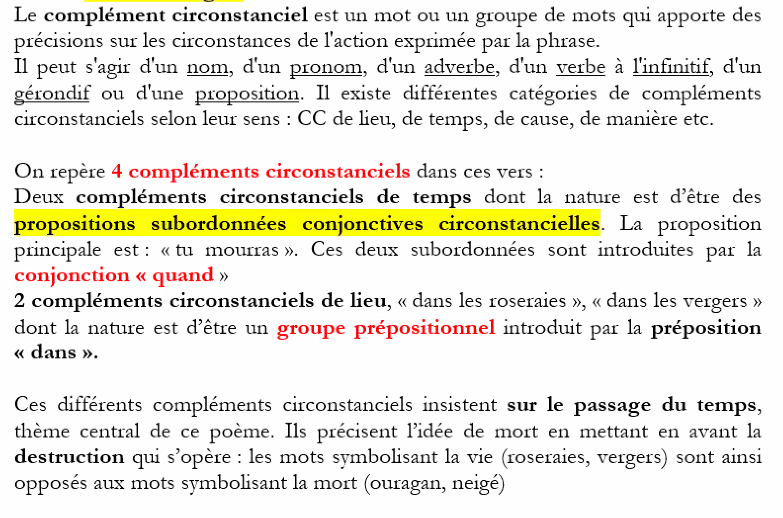 Le complément circonstanciel est un mot ou un groupe de mots qui apporte des
précisions sur les circonstances de l'action exprimée par la phrase.
Il peut s'agir d'un nom, d'un pronom, d'un adverbe, d'un verbe à l'infinitif, d'un
gérondif ou d'une proposition. Il existe différentes catégories de compléments
circonstanciels selon leur sens : CC de lieu, de temps, de cause, de manière etc.
On repère 4 compléments circonstanciels dans ces vers :
Deux compléments circonstanciels de temps dont la nature est d’être des
propositions subordonnées conjonctives circonstancielles. La proposition
principale est : « tu mourras ». Ces deux subordonnées sont introduites par la
conjonction « quand »
2 compléments circonstanciels de lieu, « dans les roseraies », « dans les vergers »
dont la nature est d’être un groupe prépositionnel introduit par la préposition
« dans ».
Ces différents compléments circonstanciels insistent sur le passage du temps,
thème central de ce poème. Ils précisent l’idée de mort en mettant en avant la
destruction qui s’opère : les mots symbolisant la vie (roseraies, vergers) sont ainsi
opposés aux mots symbolisant la mort (ouragan, neigé)